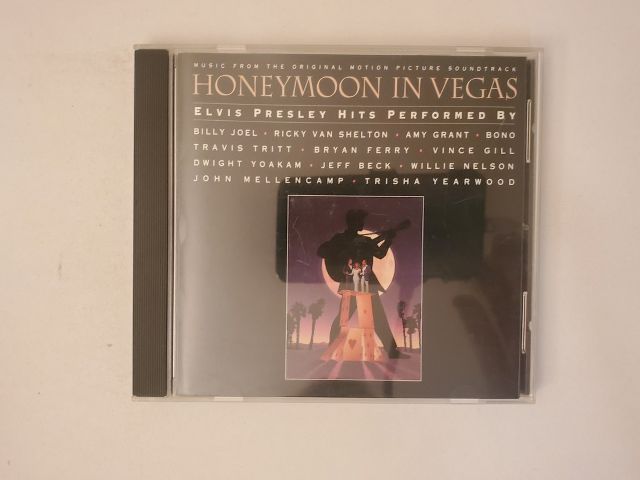 MUSIC FROM THE ORIGINAL MOTION PICTURE SOUNDTRACK
HONEYMOON IN VEGAS
ELVIS PRESLEY HITS PERFORMED BY
BILLY JOEL • RICKY VAN SHELTON • AMY GRANT • BONO
TRAVIS TRITT • BRYAN FERRY • VINCE GILL
DWIGHT YOAKAM • JEFF BECK • WILLIE NELSON
JOHN MELLENCAMP • TRISHA YEARWOOD